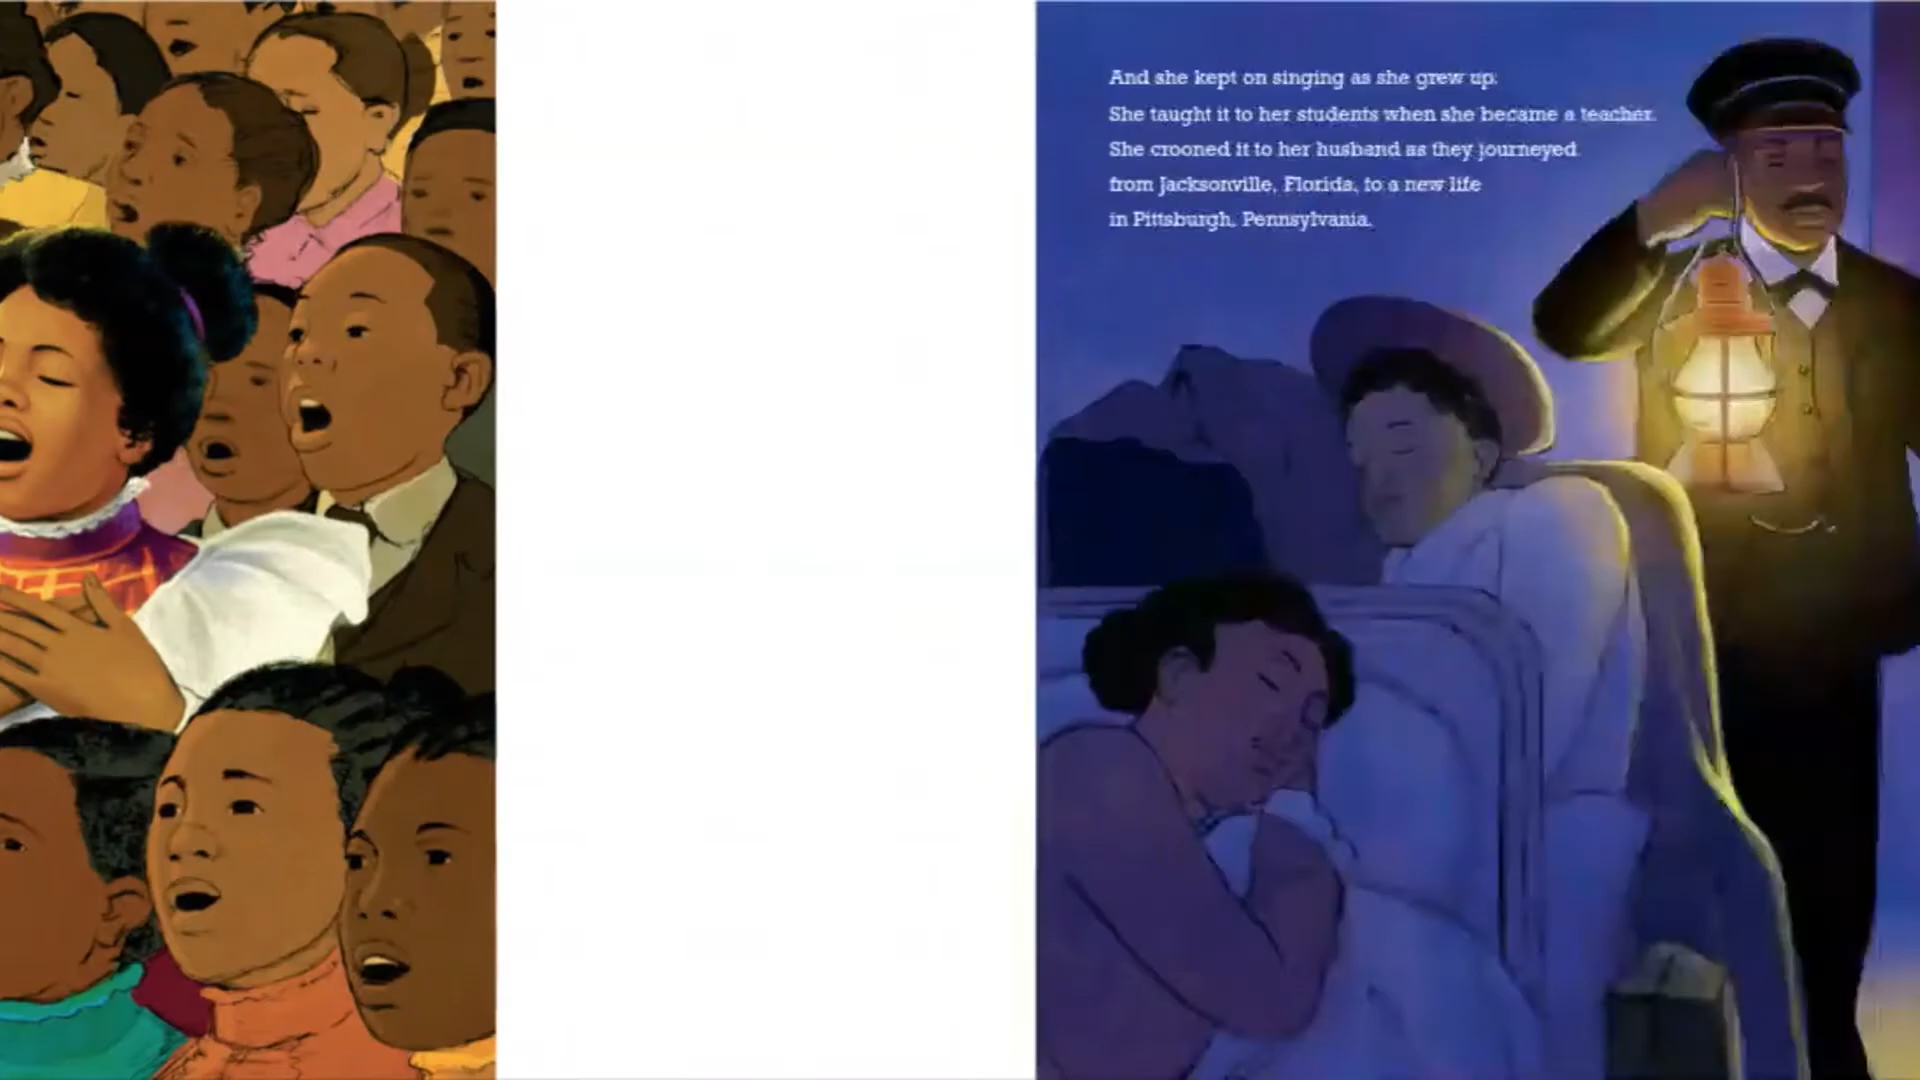 And she kept on singing as she grew up.
She taught it to her students when she became a teacher.
She crooned it to her husband as they journeyed
from Jacksonville, Florida, to a new life
in Pittsburgh, Pennsylvania.